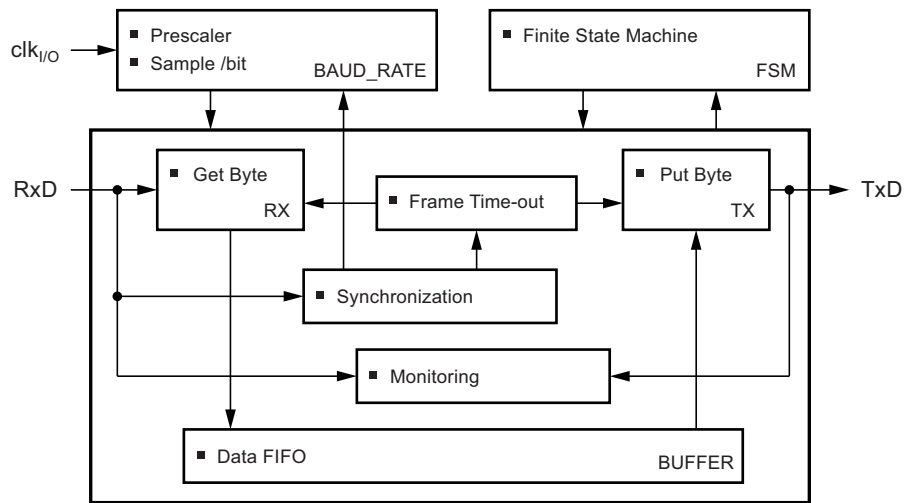 clkI/O
Prescaler
Sample /bit
BAUD_RATE
Finite State Machine
FSM
RxD
Get Byte
RX
Frame Time-out
Put Byte
TX
TxD
Synchronization
Monitoring
Data FIFO
BUFFER